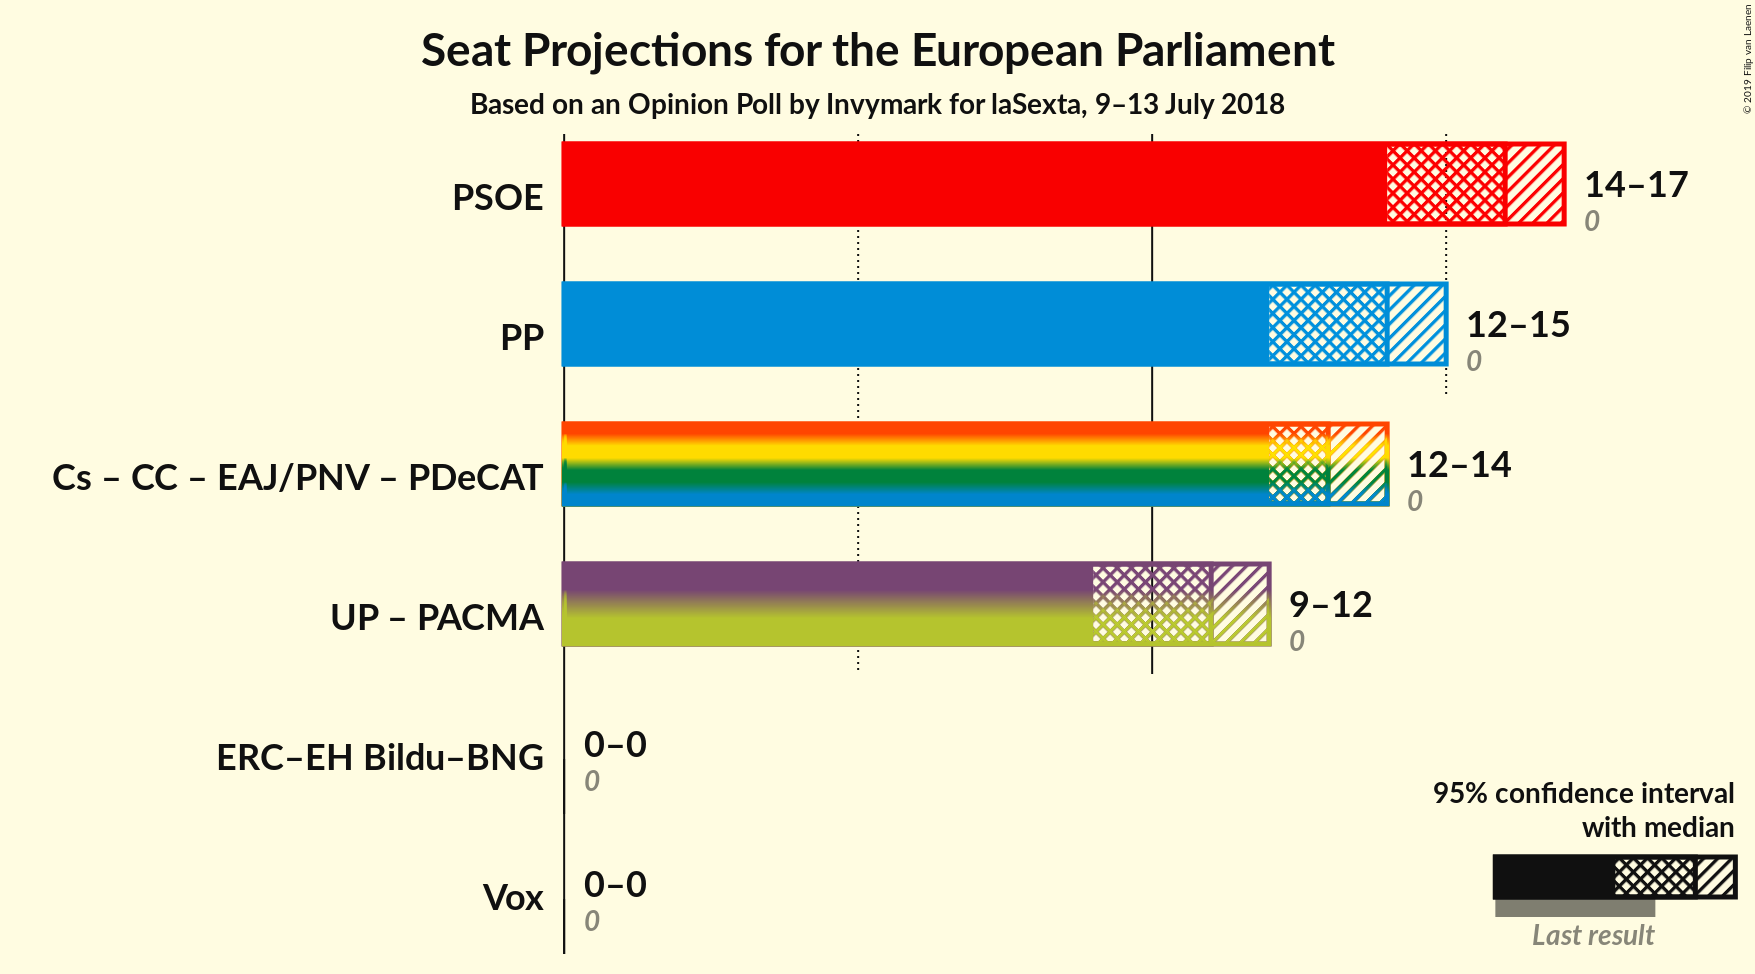 Seat Projections for the European Parliament
Based on an Opinion Poll by Invymark for laSexta, 9–13 July 2018
© 2019 Filip van Laenen
PSOE
14–17
0
PP
12–15
0
Cs – CC – EAJ/PNV – PDeCAT
12–14
0
UP – PACMA
9–12
0
ERC–EH Bildu–BNG
0–0
0
Vox
0–0
0
95% confidence interval
with median
Last result